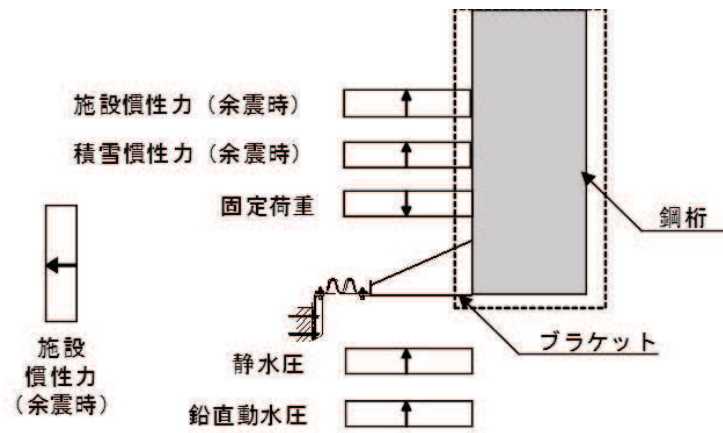 施設慣性力（余震時）
積雪慣性力（余震時）
固定荷重
鋼桁
施設
慣性力
（余震時）
ブラケット
静水圧
鉛直動水圧